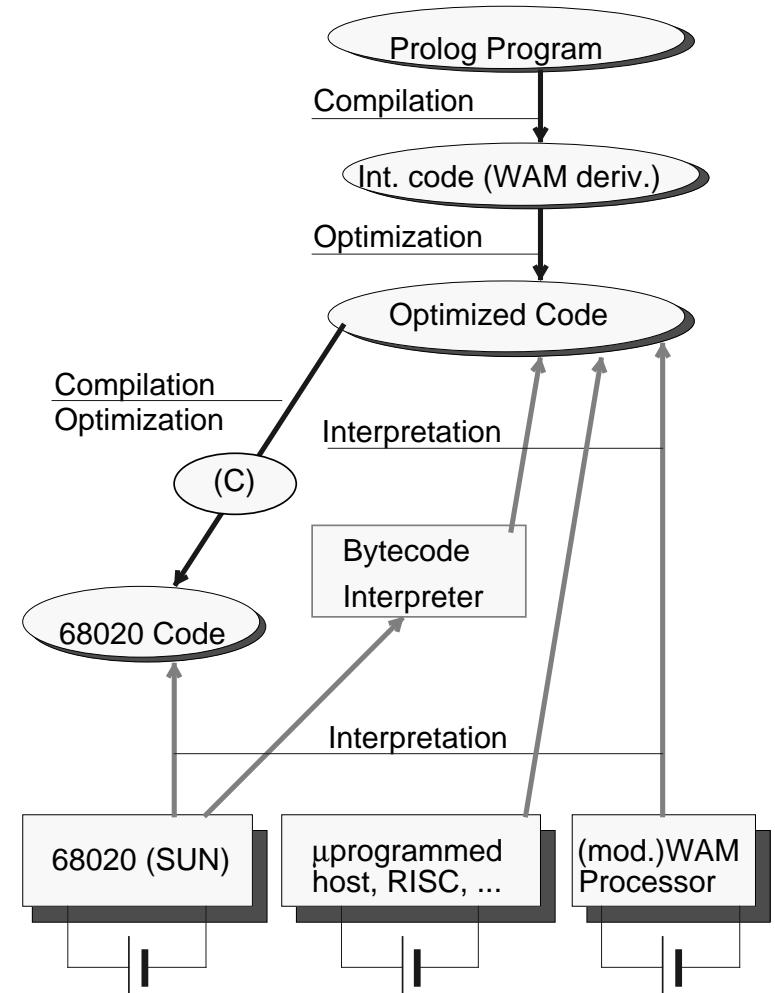 Prolog Program
Compilation
Int. code (WAM deriv.)
Optimization
Optimized Code
Compilation
Optimization
Interpretation
(C)
Bytecode
Interpreter
68020 Code
Interpretation
68020 (SUN)
μprogrammed
host, RISC, ...
(mod.)WAM
Processor